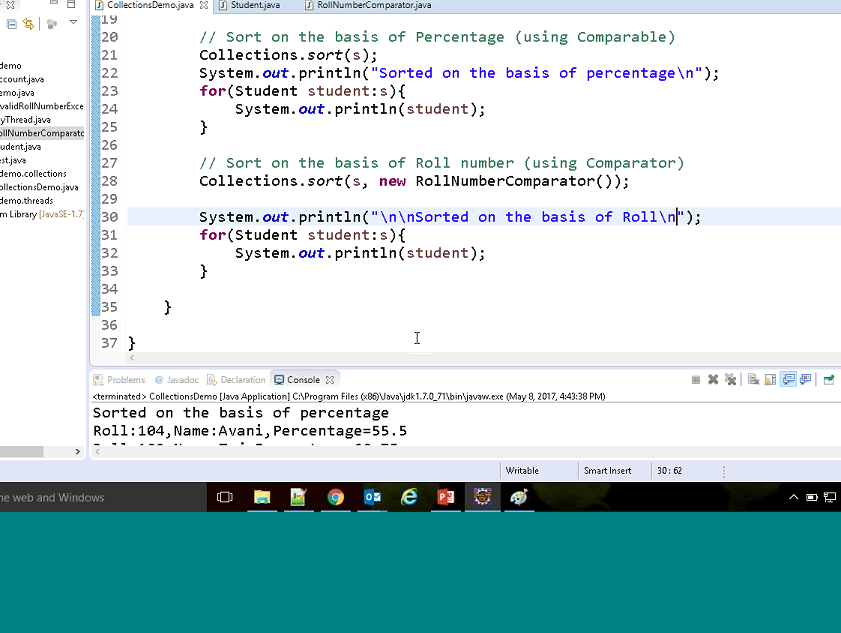 CollectionsDemo.java Student.java RollNumberComparator.java
19
20 // Sort on the basis of Percentage (using Comparable)
21 Collections.sort(s);
22 System.out.println("Sorted on the basis of percentage\n");
23 for(Student student:s){
24 System.out.println(student);
25 }
26
27 // Sort on the basis of Roll number (using Comparator)
28 Collections.sort(s, new RollNumberComparator());
29
30 System.out.println("\n\nSorted on the basis of Roll\n");
31 for(Student student:s){
32 System.out.println(student);
33 }
34
35 }
36
37 }
demo
ccount.java
emo.java
validRollNumberExce
yThread.java
ollNumberComparato
udent.java
est.java
demo.collections
ollectionsDemo.java
demo.threads
m Library [JavaSE-1.7]
Problems @ Javadoc Declaration Console
<terminated> CollectionsDemo [Java Application] C:\Program Files (x86)\Java\jdk1.7.0_71\bin\javaw.exe (May 8, 2017, 4:43:38 PM)
Sorted on the basis of percentage
Roll:104,Name:Avani,Percentage=55.5
Writable Smart Insert 30 : 62
he web and Windows